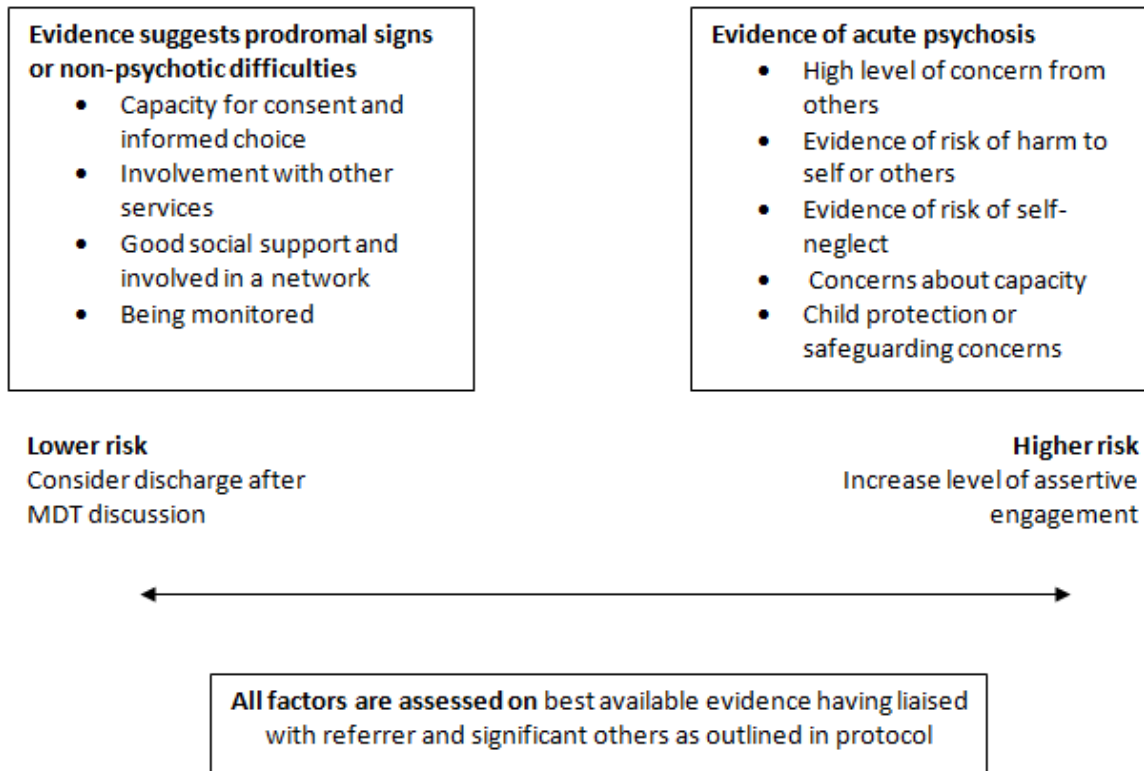 Evidence suggests prodromal signs
or non-psychotic difficulties
• Capacity for consent and
informed choice
• Involvement with other
services
• Good social support and
involved in a network
• Being monitored
Evidence of acute psychosis
• High level of concern from
others
• Evidence of risk of harm to
self or others
• Evidence of risk of self-
neglect
• Concerns about capacity
• Child protection or
safeguarding concerns
Lower risk
Consider discharge after
MDT discussion
Higher risk
Increase level of assertive
engagement
All factors are assessed on best available evidence having liaised
with referrer and significant others as outlined in protocol